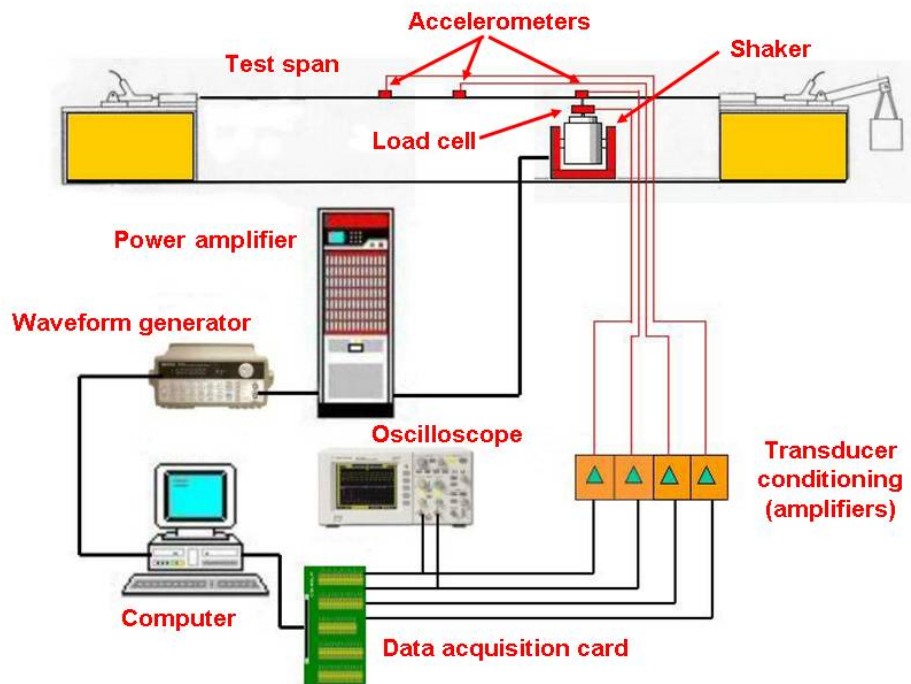 Accelerometers
Shaker
Test span
Load cell
Power amplifier
Waveform generator
Oscilloscope
Transducer
conditioning
(amplifiers)
Computer
Data acquisition card